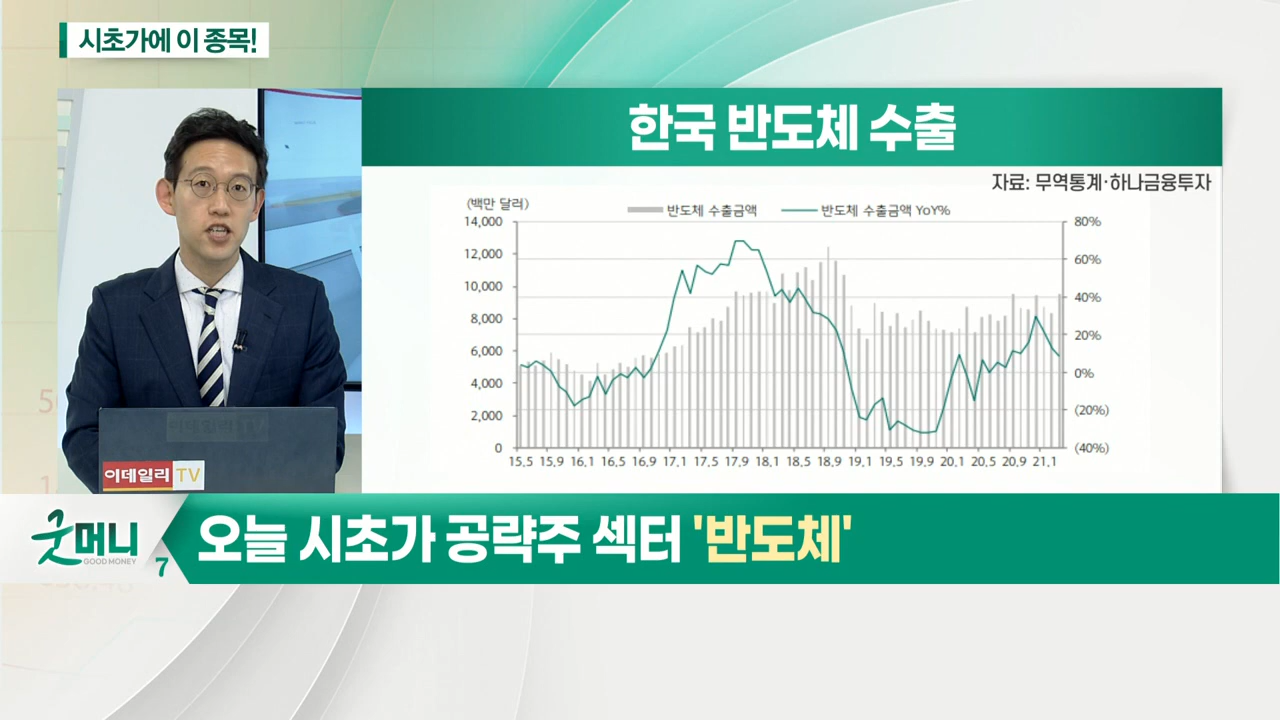 시초가에 이 종목!
한국 반도체 수출
자료: 무역통계·하나금융투자
(백만 달러)
반도체 수출금액
반도체 수출금액 YoY%
14,000
12,000
10,000
8,000
6,000
4,000
2,000
0
80%
60%
40%
20%
0%
(20%)
(40%)
15,5 15,9 16,1 16,5 16,9 17,1 17,5 17,9 18,1 18,5 18,9 19,1 19,5 19,9 20,1 20,5 20,9 21,1
이데일리 TV
굿머니
GOOD MONEY
7
오늘 시초가 공략주 섹터 '반도체'